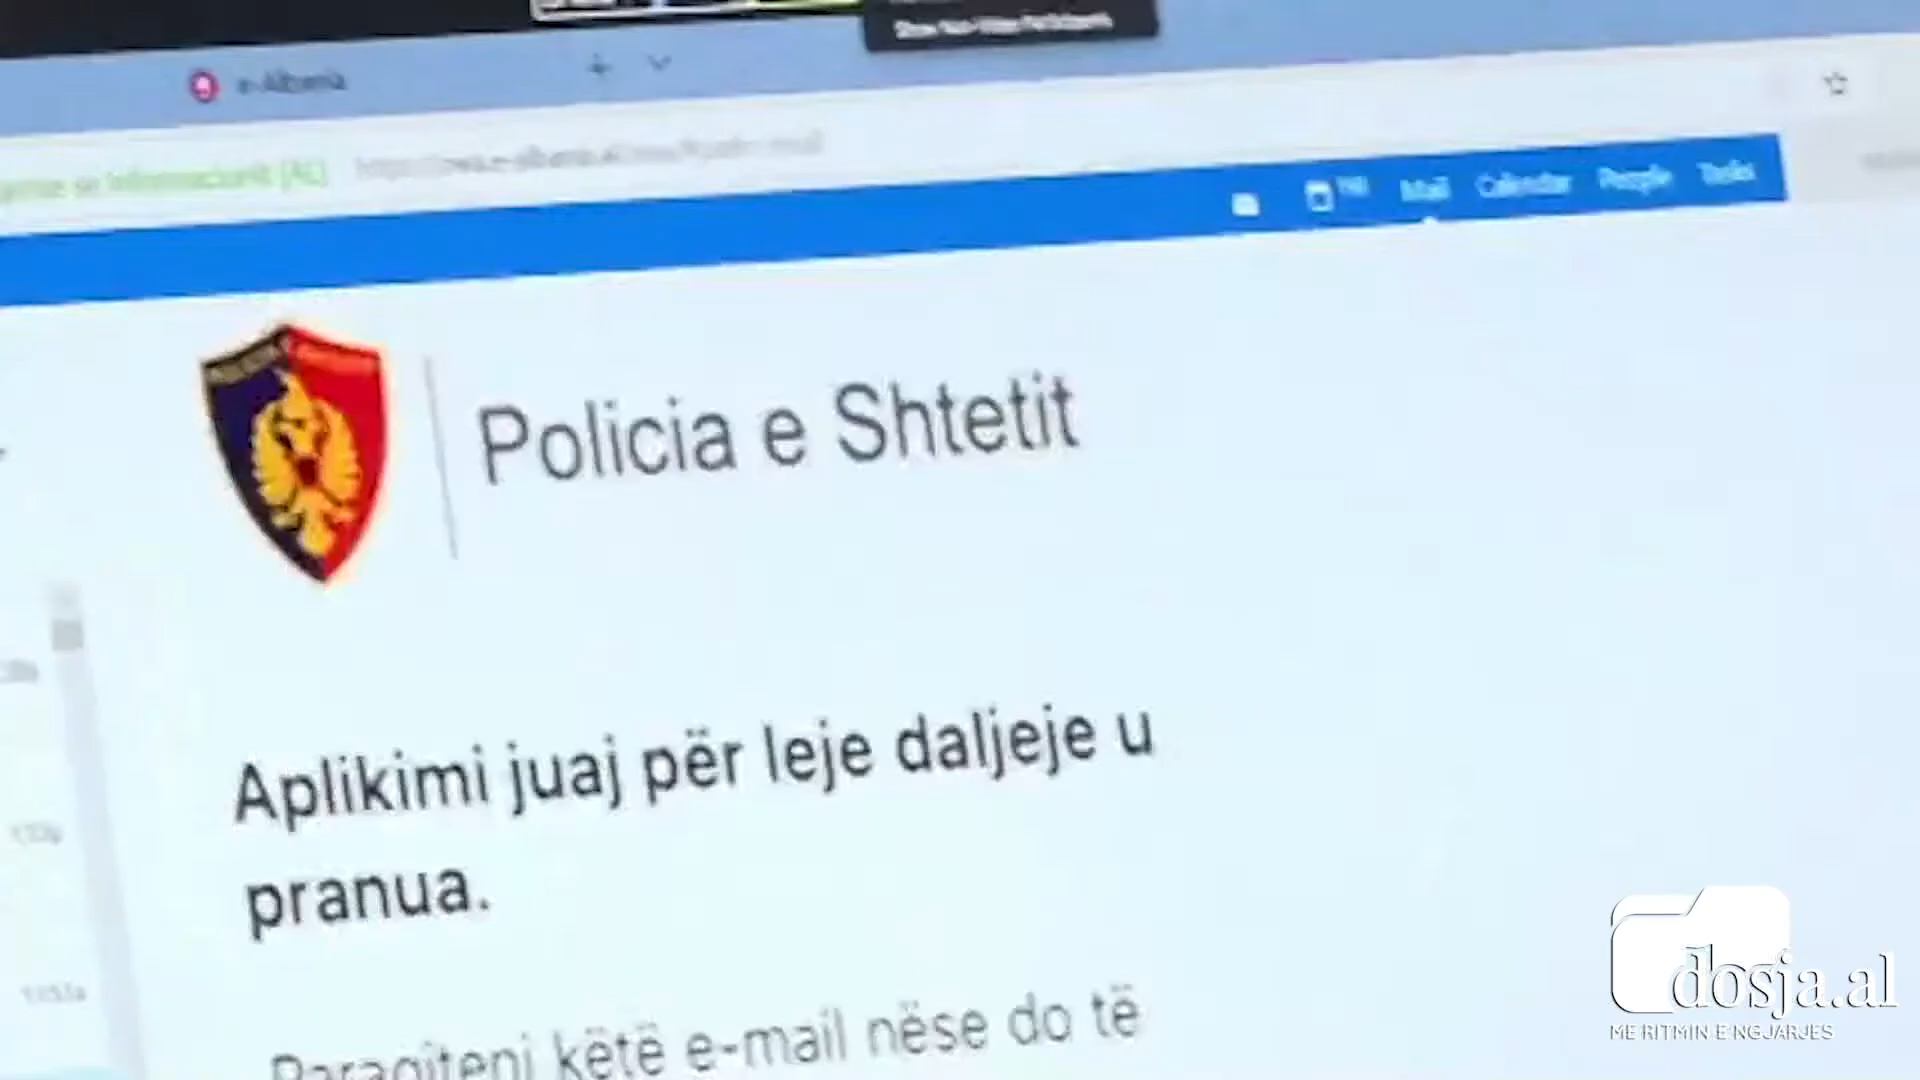 e-Albania
Mail Calendar People Tasks
Policia e Shtetit
Aplikimi juaj për leje daljeje u
pranua.
Paraqiteni këtë e-mail nëse do të
dosja.al
ME RITMIN E NGJARJES